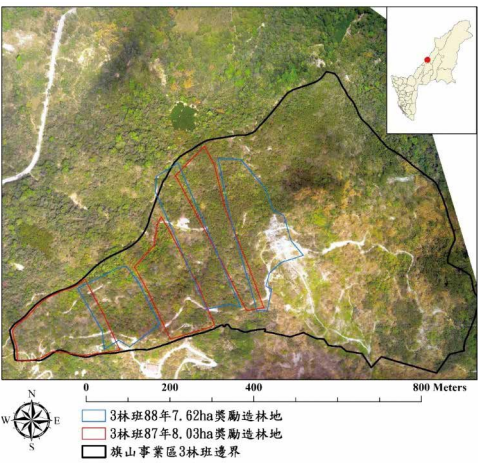 0 200 400 800 Meters
N
W E
S
3林班88年7.62ha獎勵造林地
3林班87年8.03ha獎勵造林地
旗山事業區3林班邊界